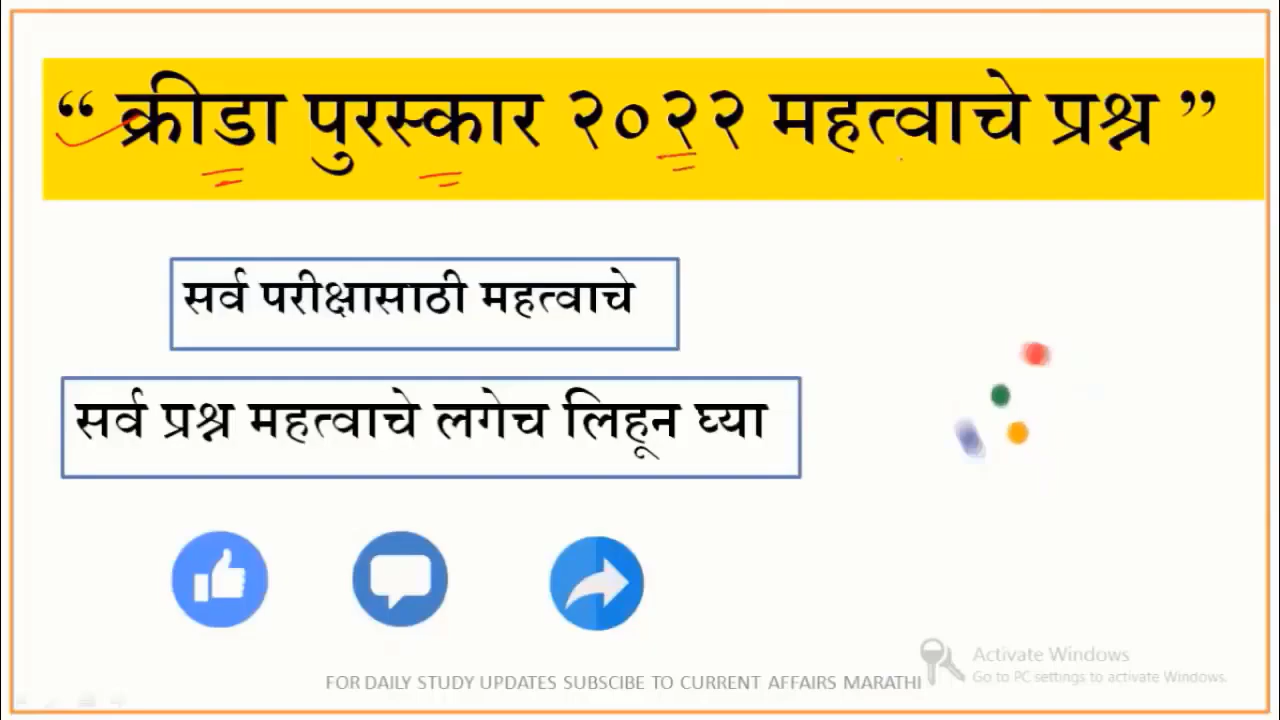 “ क्रीडा पुरस्कार २०२२ महत्वाचे प्रश्न ”
सर्व परीक्षासाठी महत्वाचे
सर्व प्रश्न महत्वाचे लगेच लिहून घ्या
Activate Windows
Go to PC settings to activate Windows.
FOR DAILY STUDY UPDATES SUBSCIBE TO CURRENT AFFAIRS MARATHI